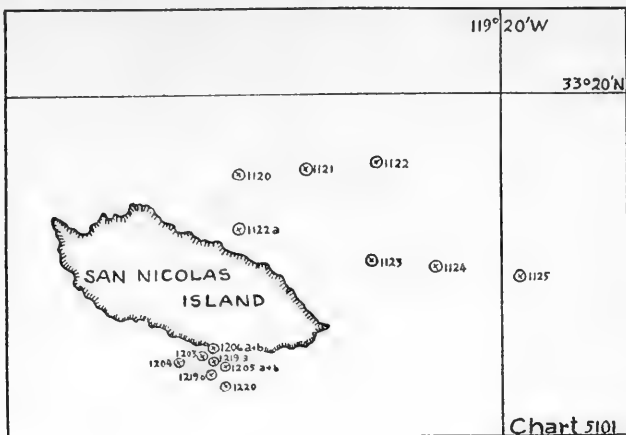 119° 20'W
33°20'N
1120
1121
1122
1122a
1123
1124
1125
SAN NICOLAS
ISLAND
1206 a+b
1203
1219 a
1204
1205 a+b
1219
1220
Chart 5101